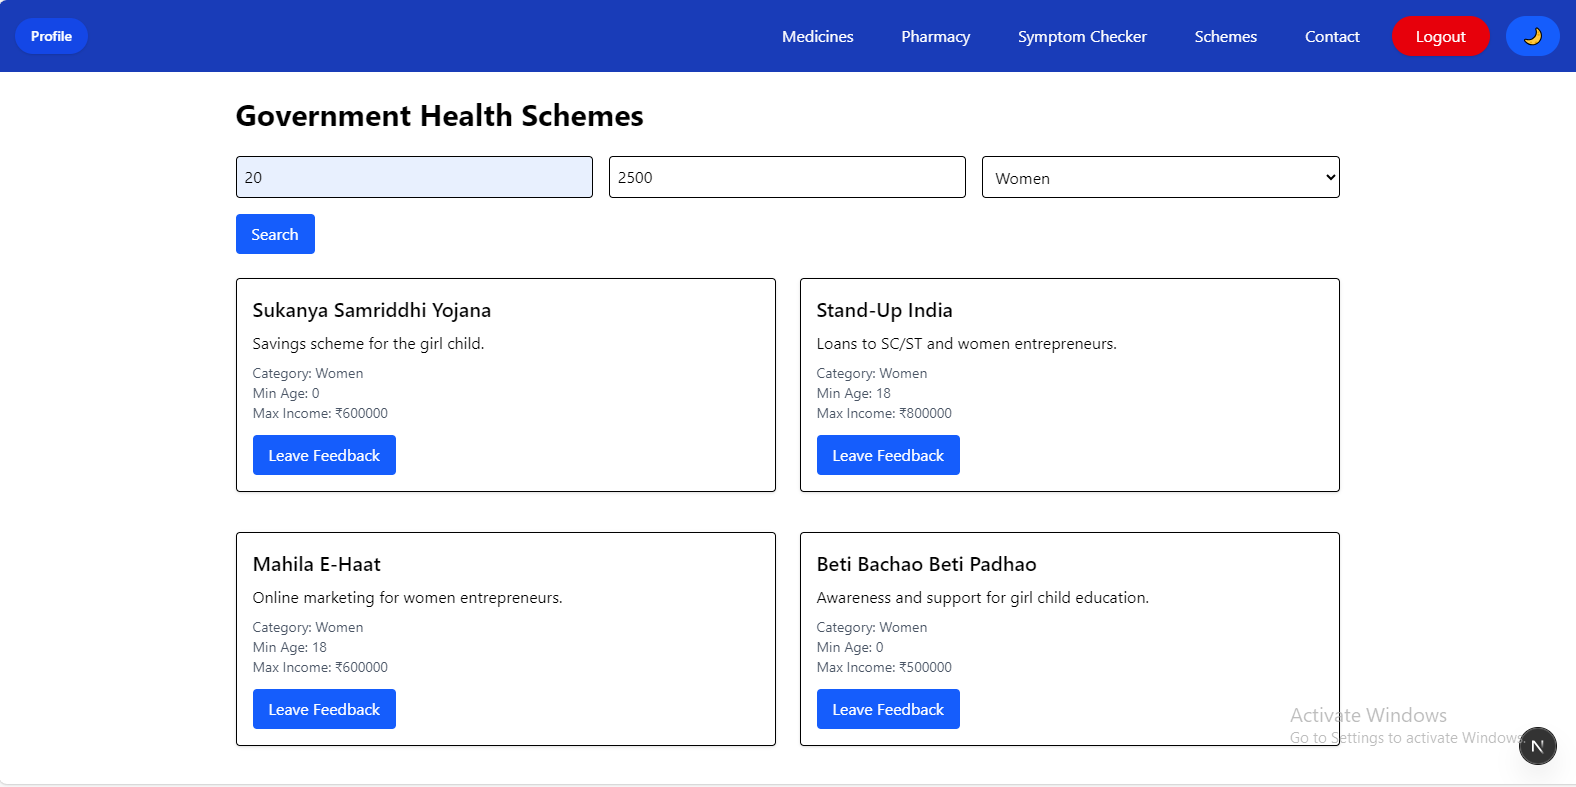 Profile
Medicines
Pharmacy
Symptom Checker
Schemes
Contact
Logout
Government Health Schemes
20
2500
Women
Search
Sukanya Samriddhi Yojana
Savings scheme for the girl child.
Category: Women
Min Age: 0
Max Income: ₹600000
Leave Feedback
Stand-Up India
Loans to SC/ST and women entrepreneurs.
Category: Women
Min Age: 18
Max Income: ₹800000
Leave Feedback
Mahila E-Haat
Online marketing for women entrepreneurs.
Category: Women
Min Age: 18
Max Income: ₹600000
Leave Feedback
Beti Bachao Beti Padhao
Awareness and support for girl child education.
Category: Women
Min Age: 0
Max Income: ₹500000
Leave Feedback
Activate Windows
Go to Settings to activate Windows.
N